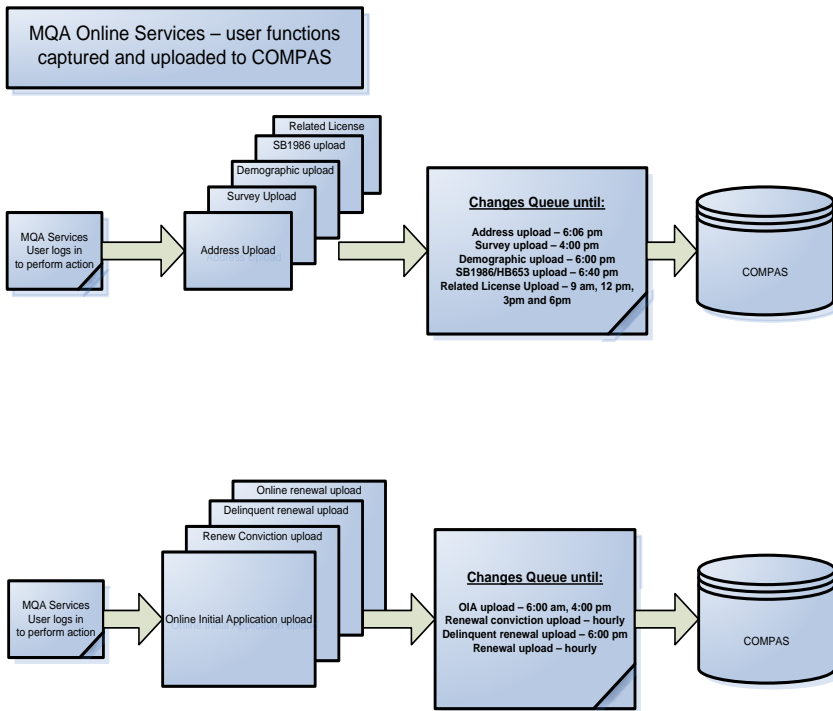 MQA Online Services – user functions
captured and uploaded to COMPAS
Related License
SB1986 upload
Demographic upload
Survey Upload
Address Upload
MQA Services
User logs in
to perform action
Changes Queue until:
Address upload – 6:06 pm
Survey upload – 4:00 pm
Demographic upload – 6:00 pm
SB1986/HB653 upload – 6:40 pm
Related License Upload – 9 am, 12 pm,
3pm and 6pm
COMPAS
Online renewal upload
Delinquent renewal upload
Renew Conviction upload
Online Initial Application upload
MQA Services
User logs in
to perform action
Changes Queue until:
OIA upload – 6:00 am, 4:00 pm
Renewal conviction upload – hourly
Delinquent renewal upload – 6:00 pm
Renewal upload – hourly
COMPAS